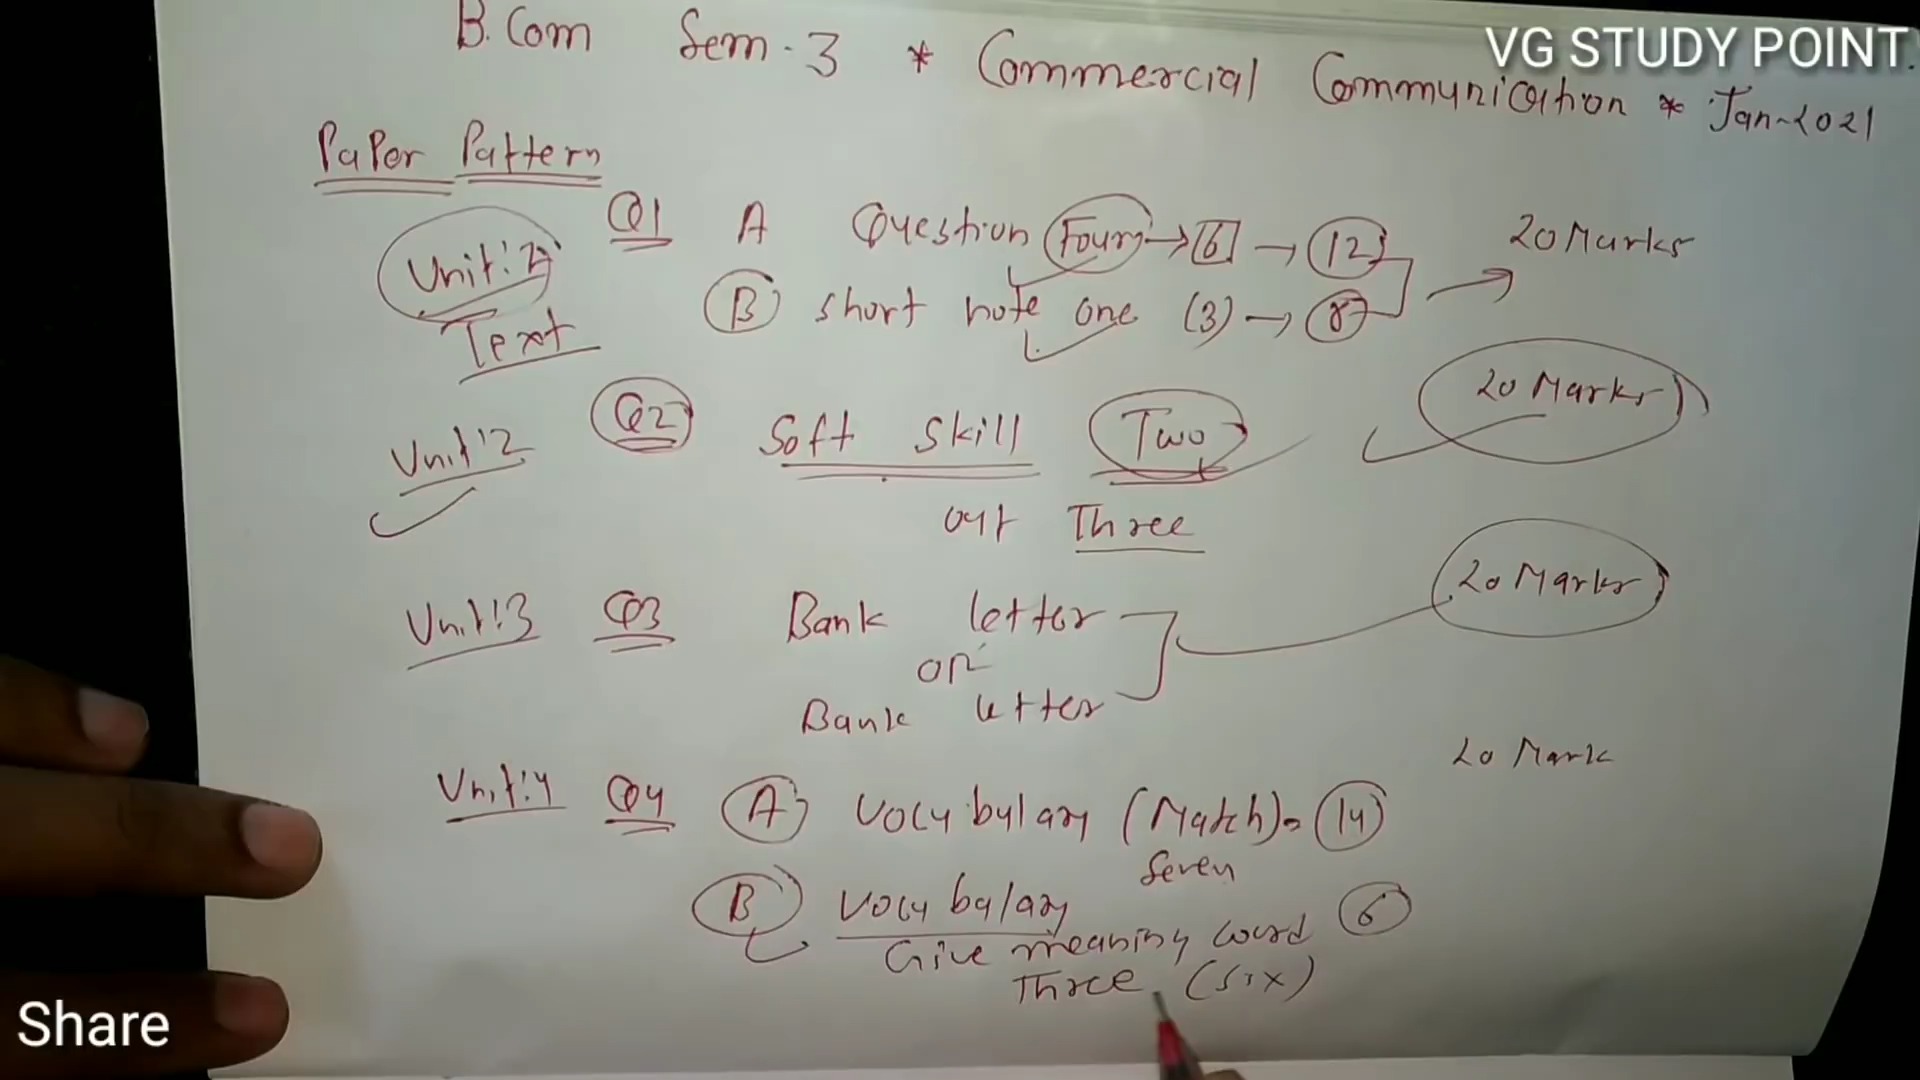 VG STUDY POINT.
B.Com Sem.3 * Commercial Communication * Jan-2021
Paper Pattern
Q1 A Question Four → 6 → 12
20 Marks
Unit:1
Text
B Short note one (3) → 8
Unit:2 Q2 Soft Skill Two
20 Marks
out Three
Unit:3 Q3 Bank letter
20 Marks
or
Bank letter
20 Mark
Unit:4 Q4 A Vocubulary (Match)= 14
Seven
B Vocubulary
Give meaning word 6
Three (Six)
Share